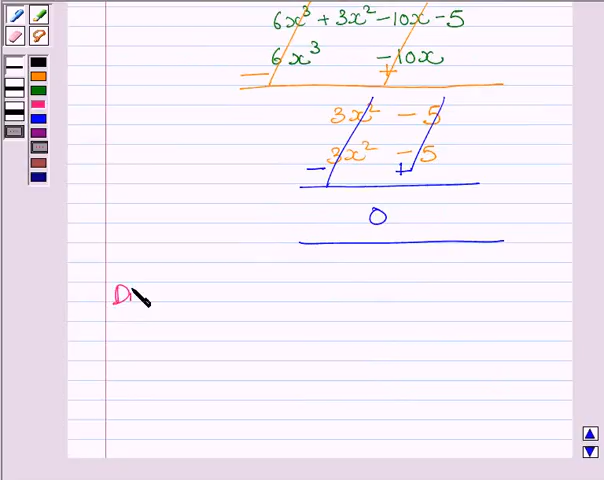 6x³ + 3x² - 10x - 5
6x³ - 10x
- +
3x² - 5
3x² - 5
- +
0
D